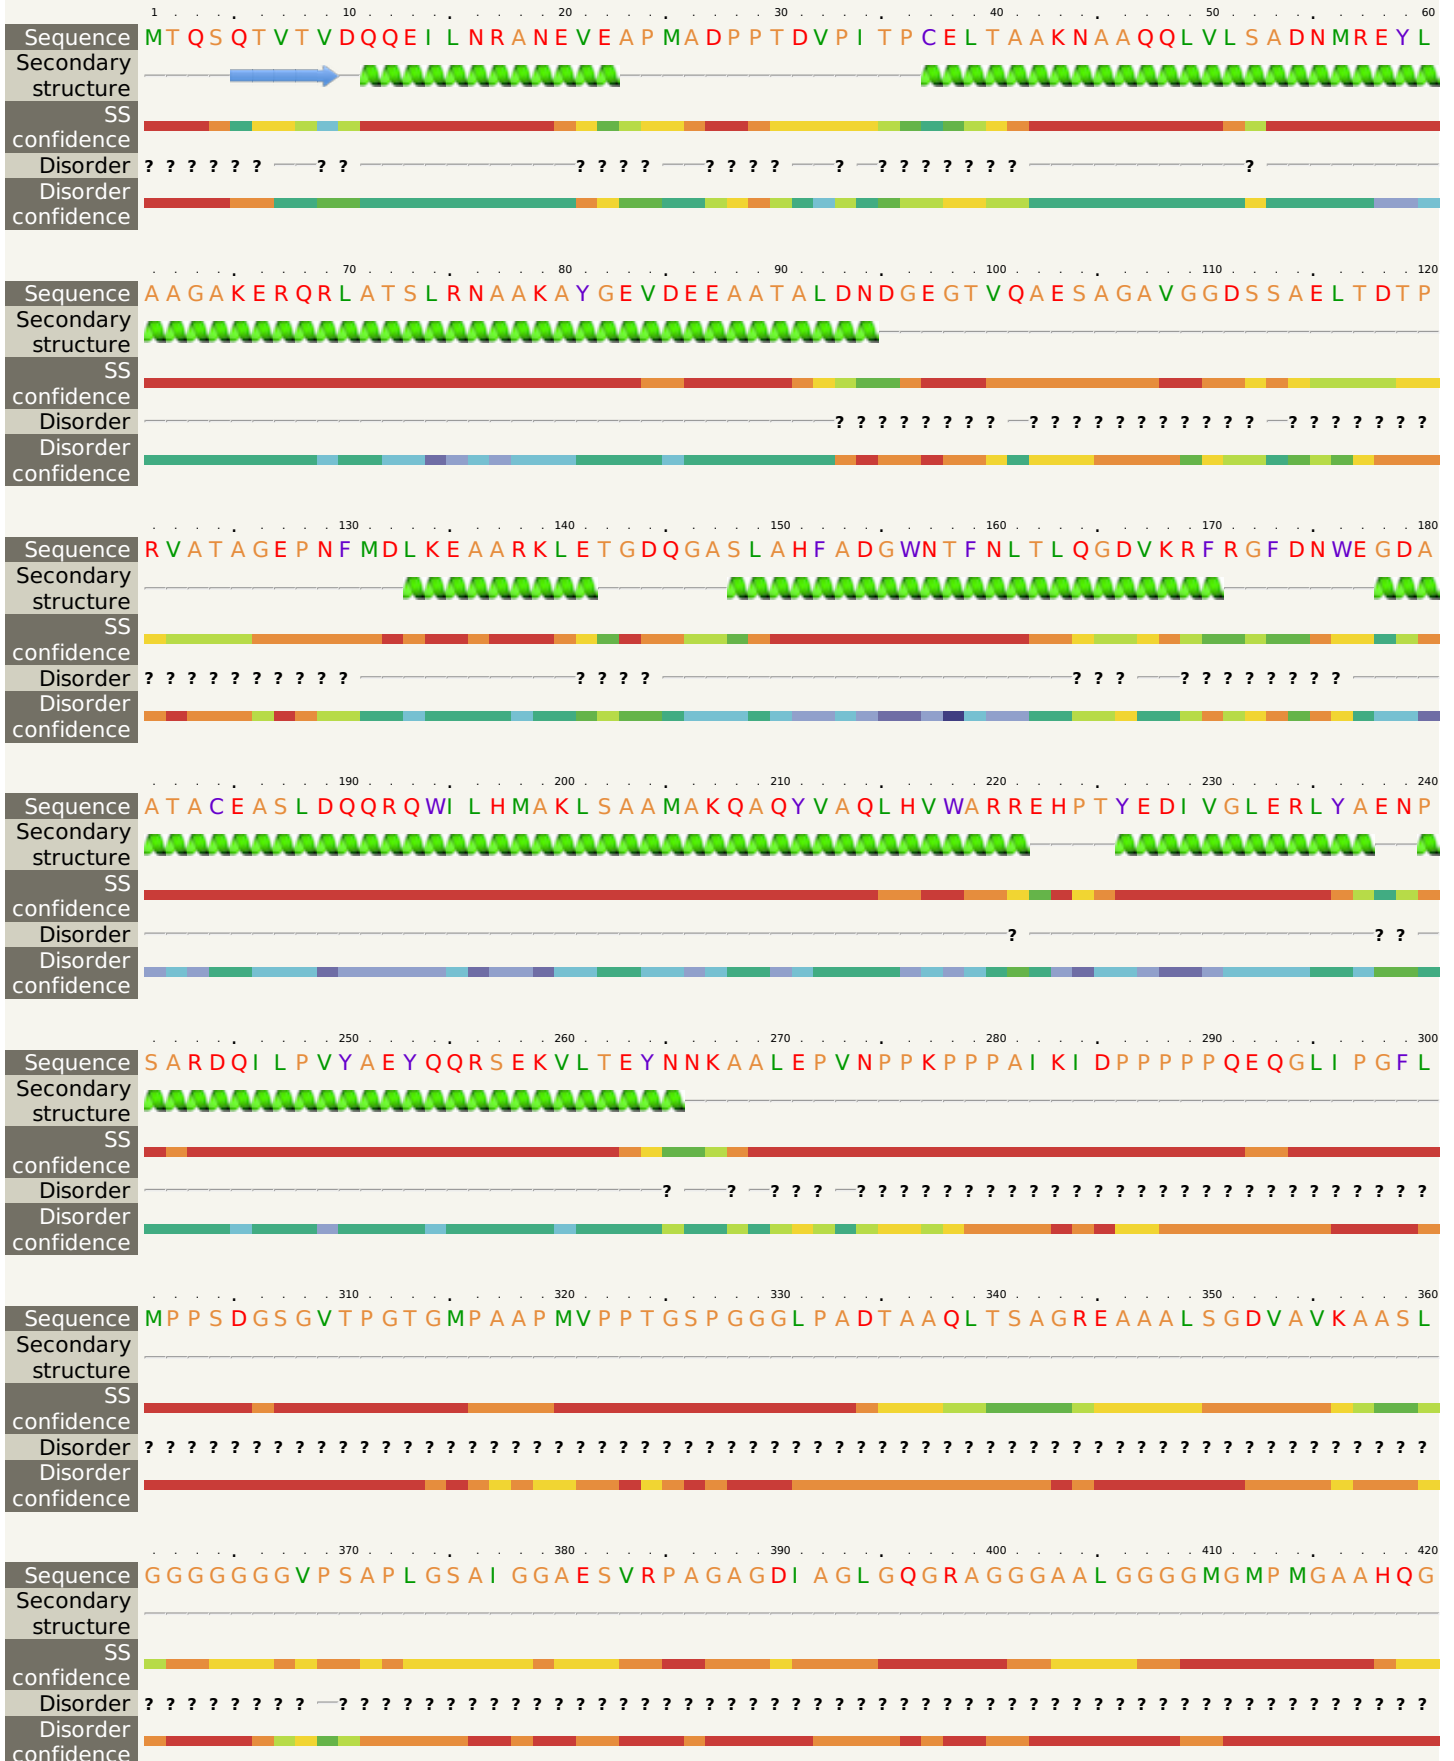 1 10 20 30 40 50 60
Sequence MTQSQTVTVDQQEILNRANEVEAPMADPPTDVPITPCELTAAKNAAQQLVLSADNMREYL
Secondary
structure
SS
confidence
Disorder ?????? ?? ???? ???? ? ??????? ?
Disorder
confidence
70 80 90 100 110 120
Sequence AAGAKERQRLATSLRNAAKAYGEVDEEAATALDNDGEGTVQAESAGAVGGDSSAELTDTP
Secondary
structure
SS
confidence
Disorder ???????? ??????????? ???????
Disorder
confidence
130 140 150 160 170 180
Sequence RVATAGEPNFMDLKEAARKLETGDQGASLAHFADGWNTFNLTLQGDVKRFRGFDNWEGDA
Secondary
structure
SS
confidence
Disorder ?????????? ???? ??? ????????
Disorder
confidence
190 200 210 220 230 240
Sequence ATACEASLDQQRQWILHMAKLSAAMAKQAQYVAQLHVWARREHPTYEDIVGLERLYAENP
Secondary
structure
SS
confidence
Disorder ? ??
Disorder
confidence
250 260 270 280 290 300
Sequence SARDQILPVYAEYQQRSEKVLTEYNNKAALEPVNPPKPPPAIKIDPPPPPQEQGLIPGFL
Secondary
structure
SS
confidence
Disorder ? ? ??? ???????????????????????????
Disorder
confidence
310 320 330 340 350 360
Sequence MPPSDGSGVTPGTGMPAAPMVPPTGSPGGGLPADTAAQLTSAGREAAALSGDVAVKAASL
Secondary
structure
SS
confidence
Disorder ????????????????????????????????????????????????????????????
Disorder
confidence
370 380 390 400 410 420
Sequence GGGGGGGVPSAPLGSAIGGAESVRPAGAGDIAGLGQGRAGGGAALGGGGMGMPMGAAHQG
Secondary
structure
SS
confidence
Disorder ???????? ???????????????????????????????????????????????????
Disorder
confidence